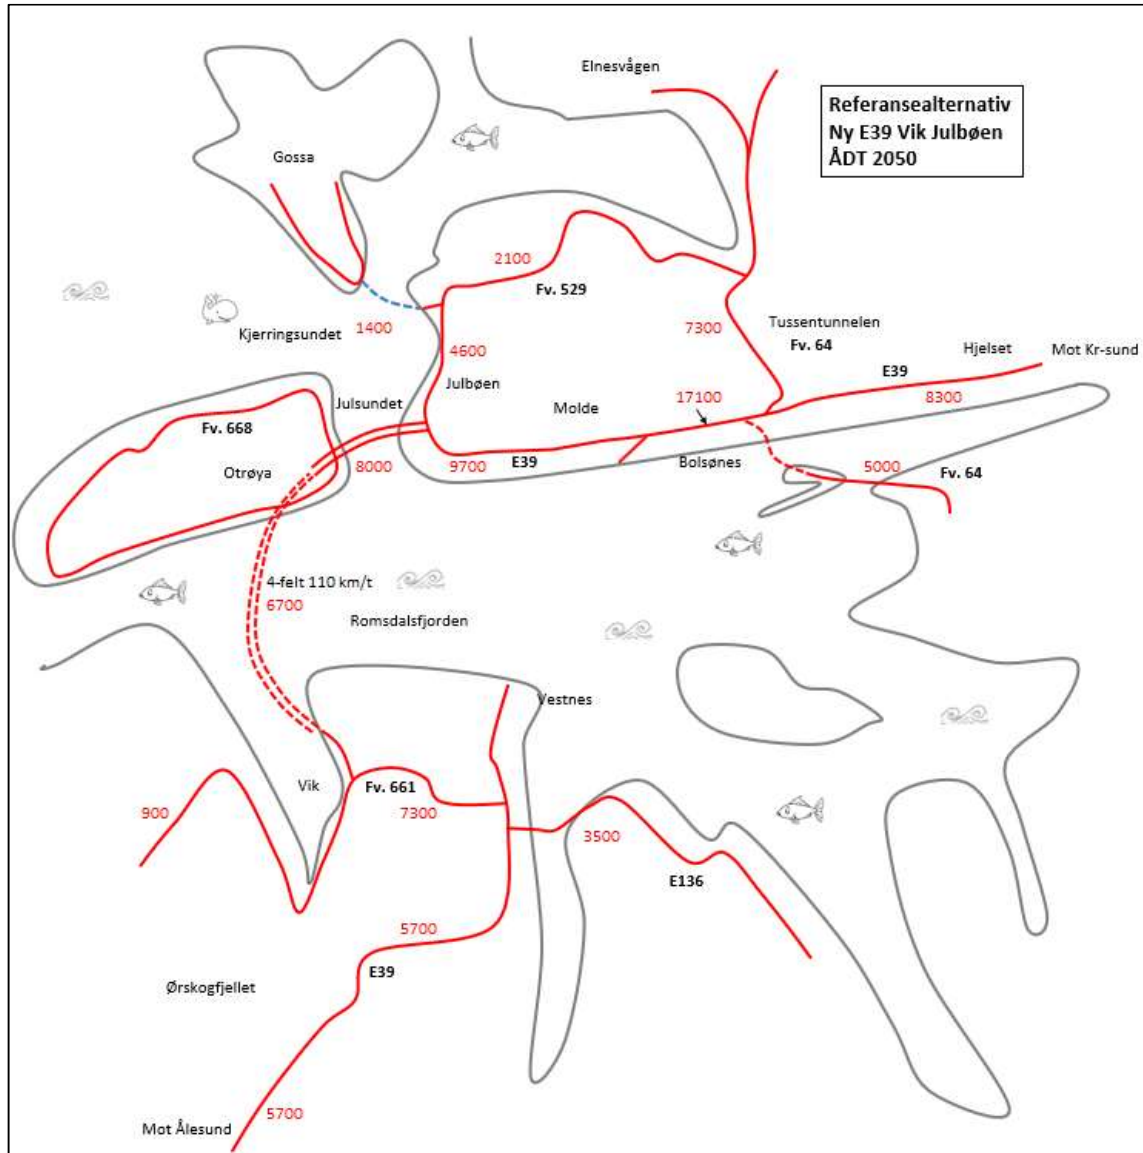 Elnesvågen
Referansealternativ
Ny E39 Vik Julbøen
ÅDT 2050
Gossa
2100
Fv. 529
Kjerringsundet
1400
4600
7300
Tussentunnelen
Fv. 64
Hjelset
Mot Kr-sund
E39
8300
Julbøen
Julsundet
Molde
17100
Fv. 668
Otrøya
8000
9700
E39
Bolsønes
5000
Fv. 64
4-felt 110 km/t
6700
Romsdalsfjorden
Vestnes
Vik
Fv. 661
900
7300
3500
E136
5700
E39
Ørskogfjellet
5700
Mot Ålesund